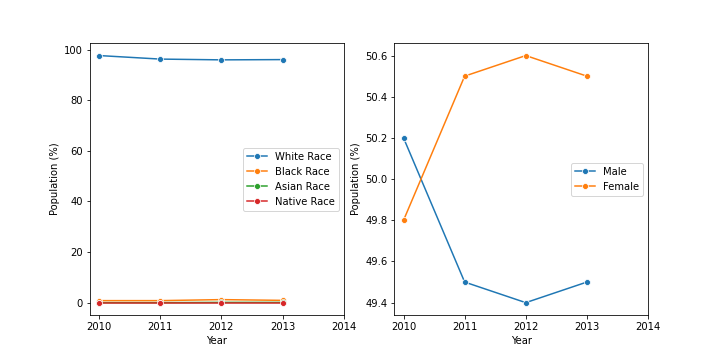 100
80
60
40
20
0
Population (%)
2010 2011 2012 2013 2014
Year
White Race
Black Race
Asian Race
Native Race
50.6
50.4
50.2
50.0
49.8
49.6
49.4
Population (%)
2010 2011 2012 2013 2014
Year
Male
Female